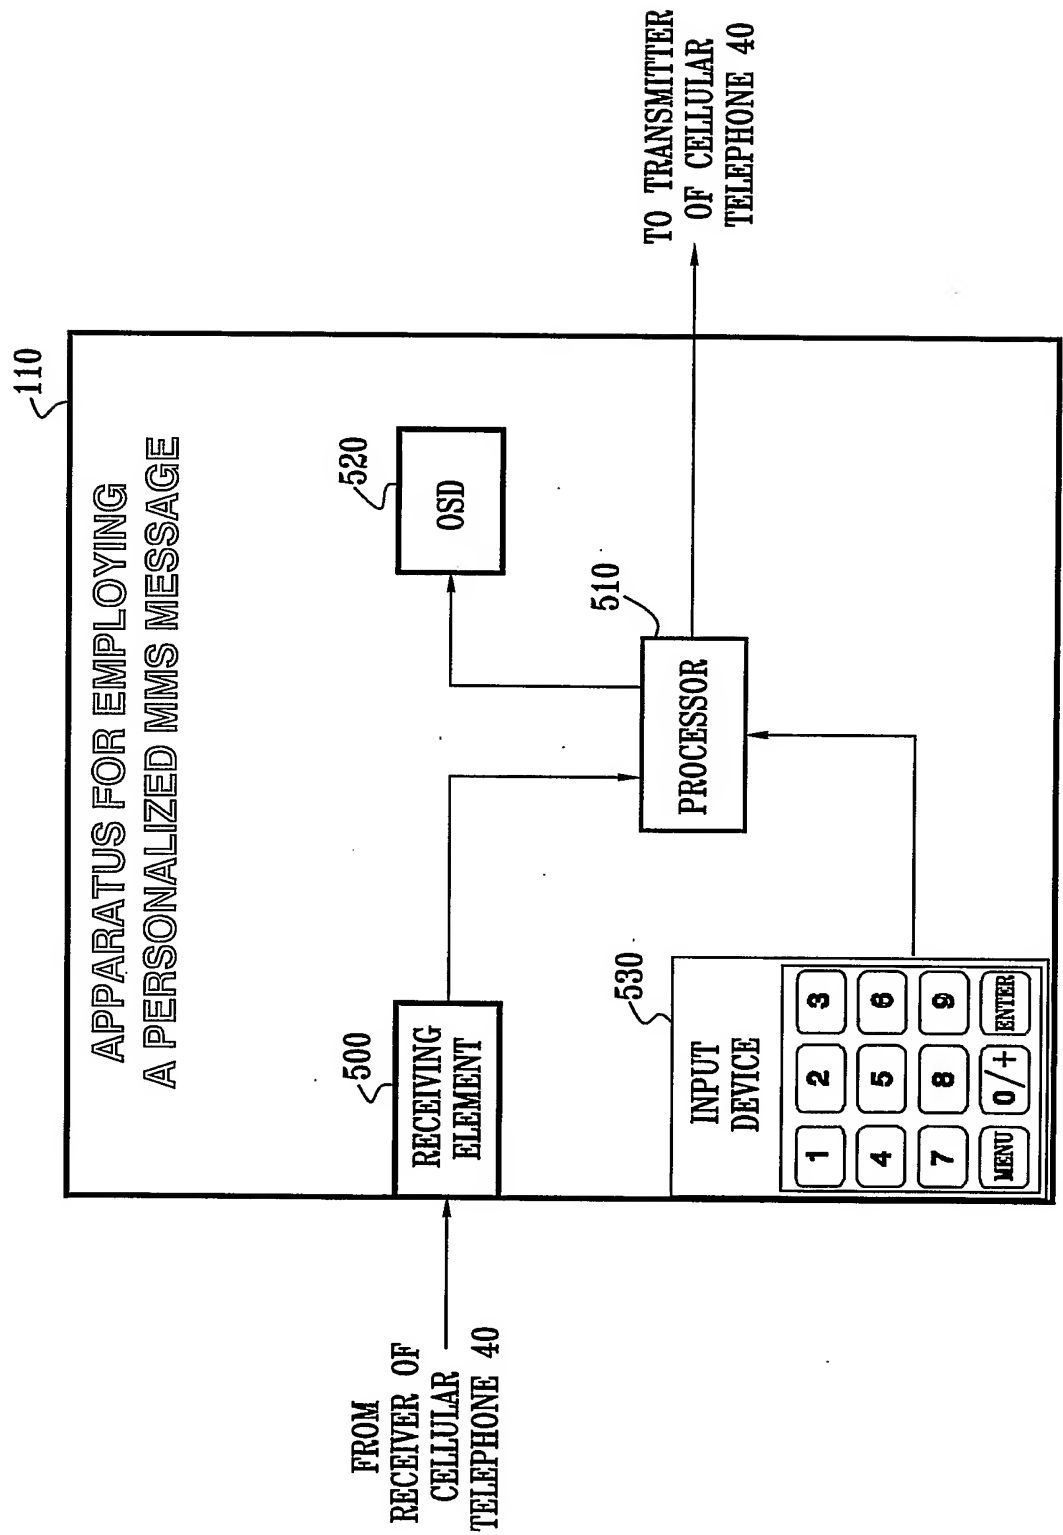 APPARATUS FOR EMPLOYING
A PERSONALIZED MMS MESSAGE
110
FROM
RECEIVER OF
CELLULAR
TELEPHONE 40
500
RECEIVING
ELEMENT
520
OSD
510
PROCESSOR
TO TRANSMITTER
OF CELLULAR
TELEPHONE 40
530
INPUT
DEVICE
1 2 3
4 5 6
7 8 9
MENU 0/+ ENTER